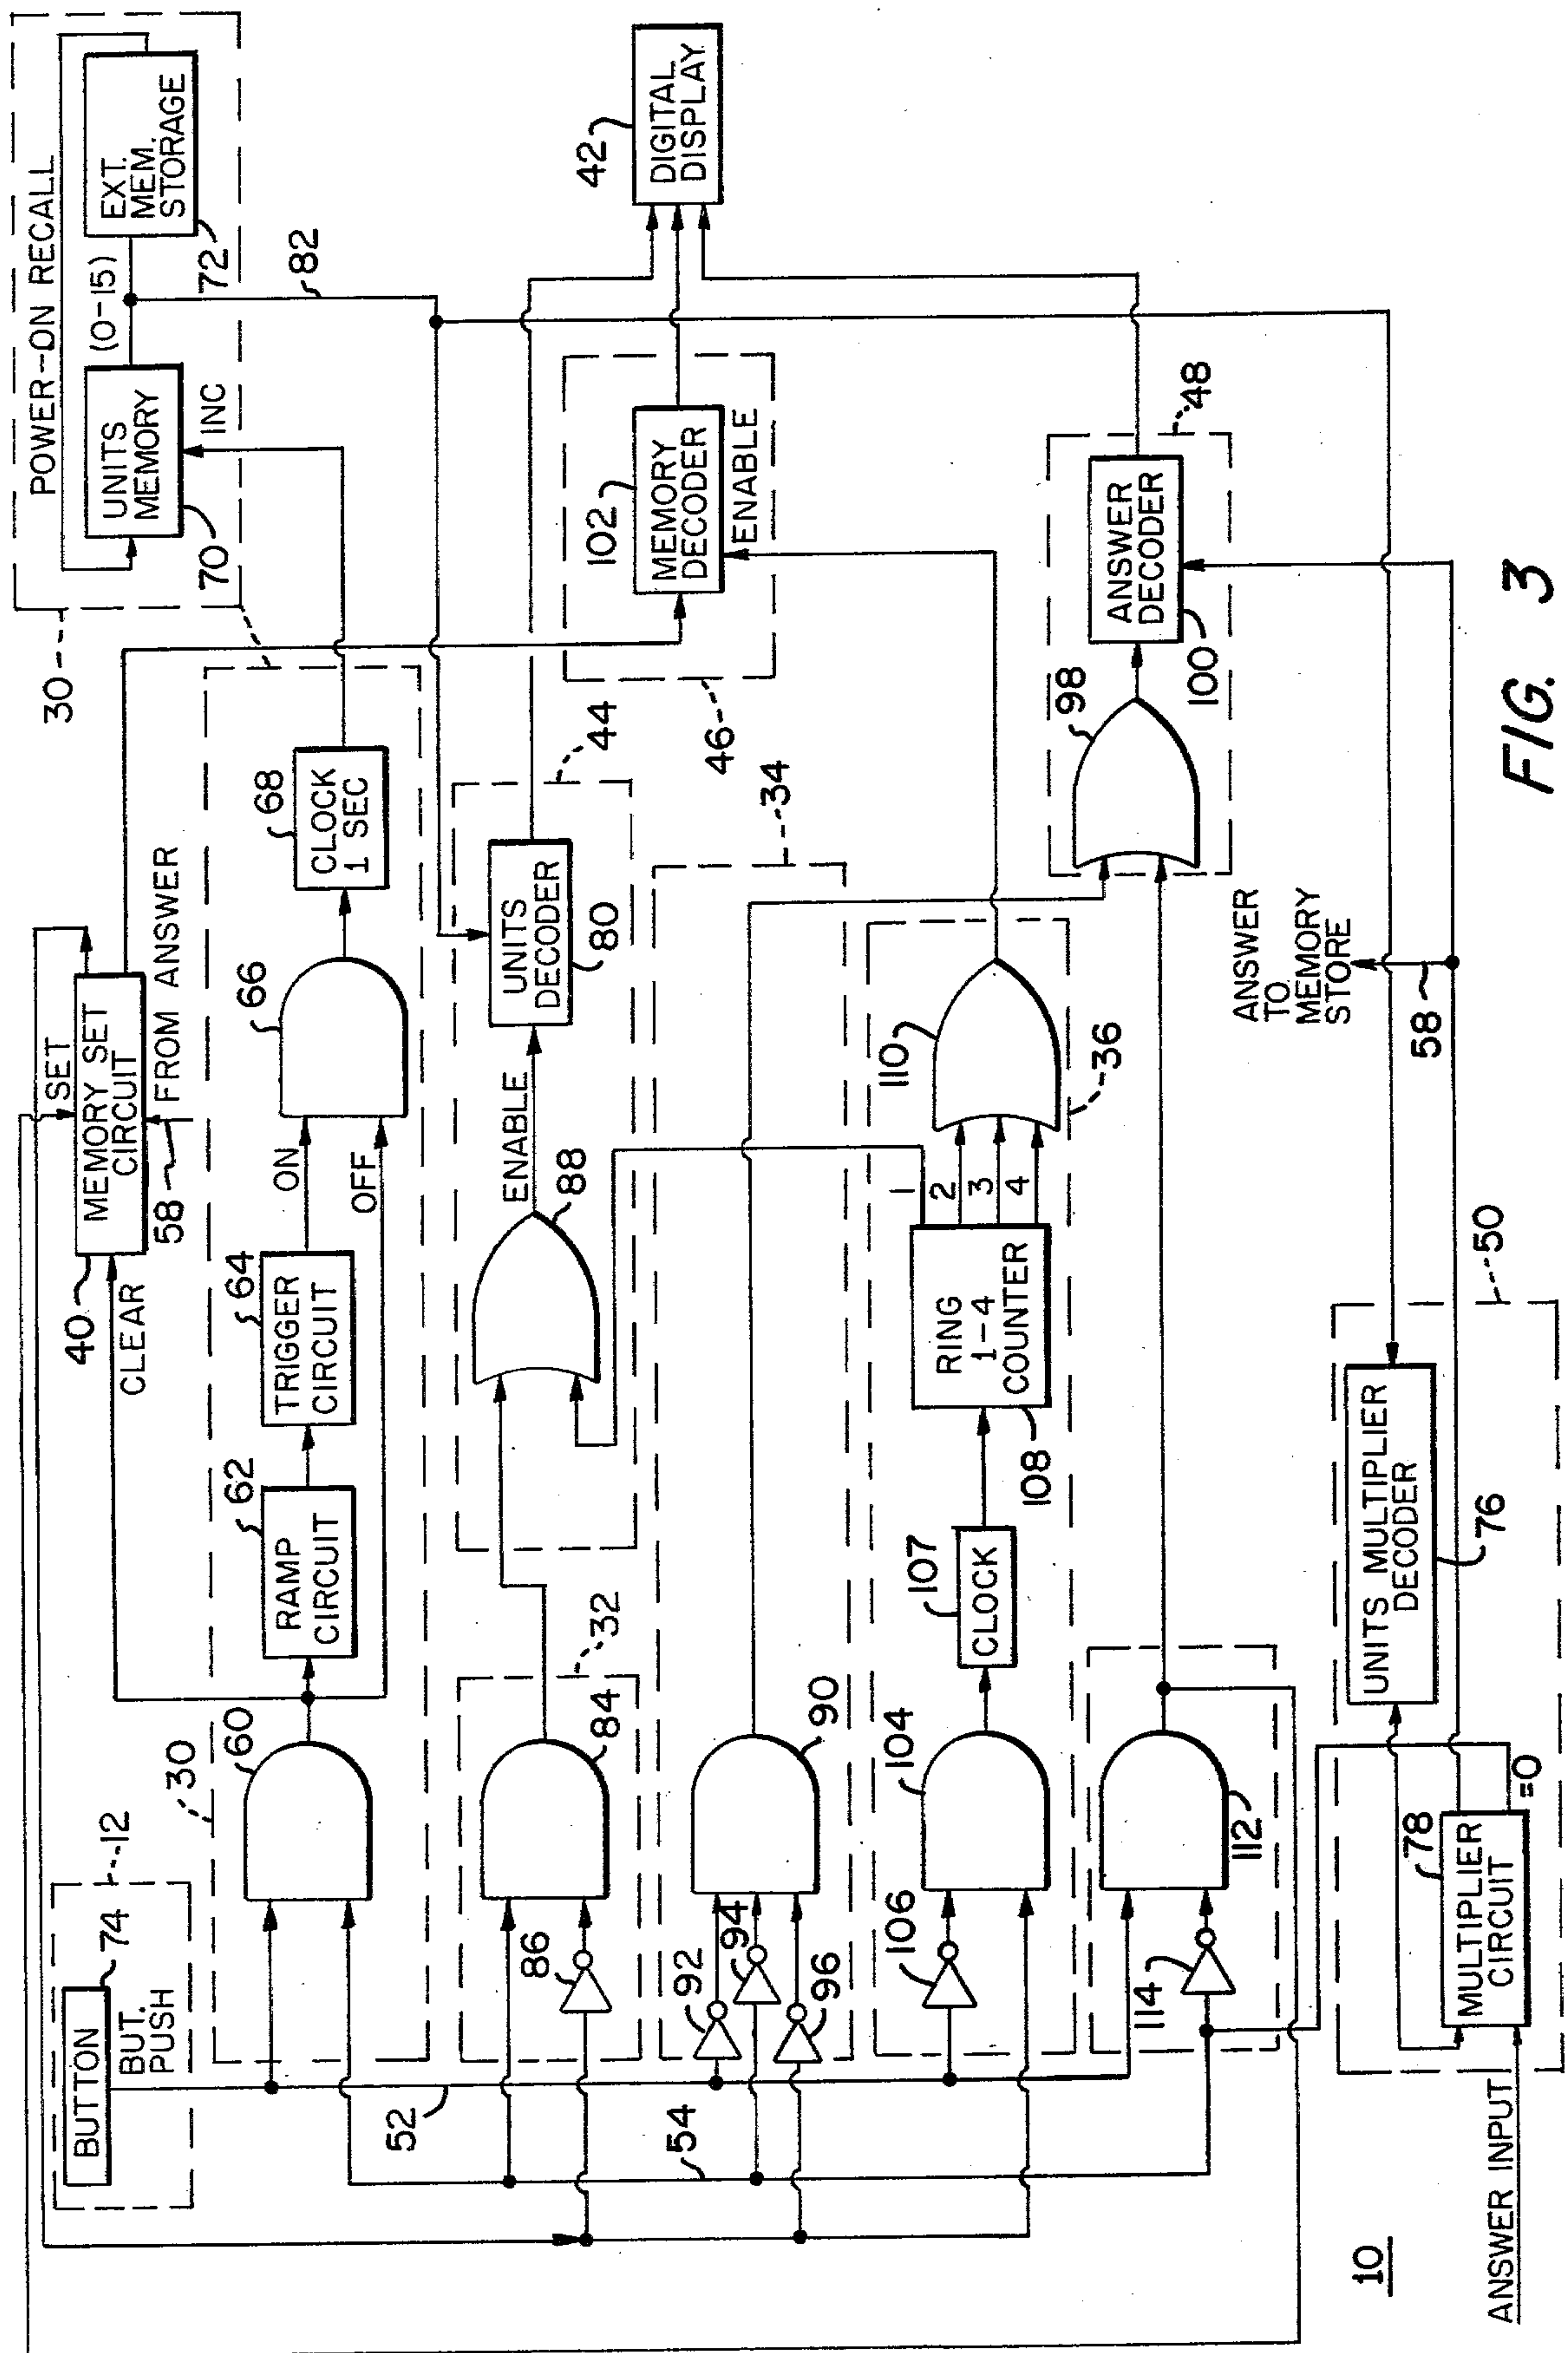 BUTTON
74
12
BUT.
PUSH
SET
MEMORY SET
CIRCUIT
40
CLEAR
58
FROM ANSWER
30
POWER-ON RECALL
UNITS
MEMORY
70
(0-15)
EXT.
MEM.
STORAGE
72
INC
82
30
60
RAMP
CIRCUIT
62
TRIGGER
CIRCUIT
64
ON
OFF
66
CLOCK
1 SEC
68
52
54
84
86
32
88
ENABLE
UNITS
DECODER
80
44
MEMORY
DECODER
102
ENABLE
46
DIGITAL
DISPLAY
42
90
92
94
96
34
104
106
CLOCK
107
RING
1-4
COUNTER
108
1
2
3
4
110
36
112
114
98
ANSWER
DECODER
100
48
ANSWER
TO
MEMORY
STORE
58
UNITS MULTIPLIER
DECODER
76
50
MULTIPLIER
CIRCUIT
78
=0
ANSWER INPUT
10
FIG. 3